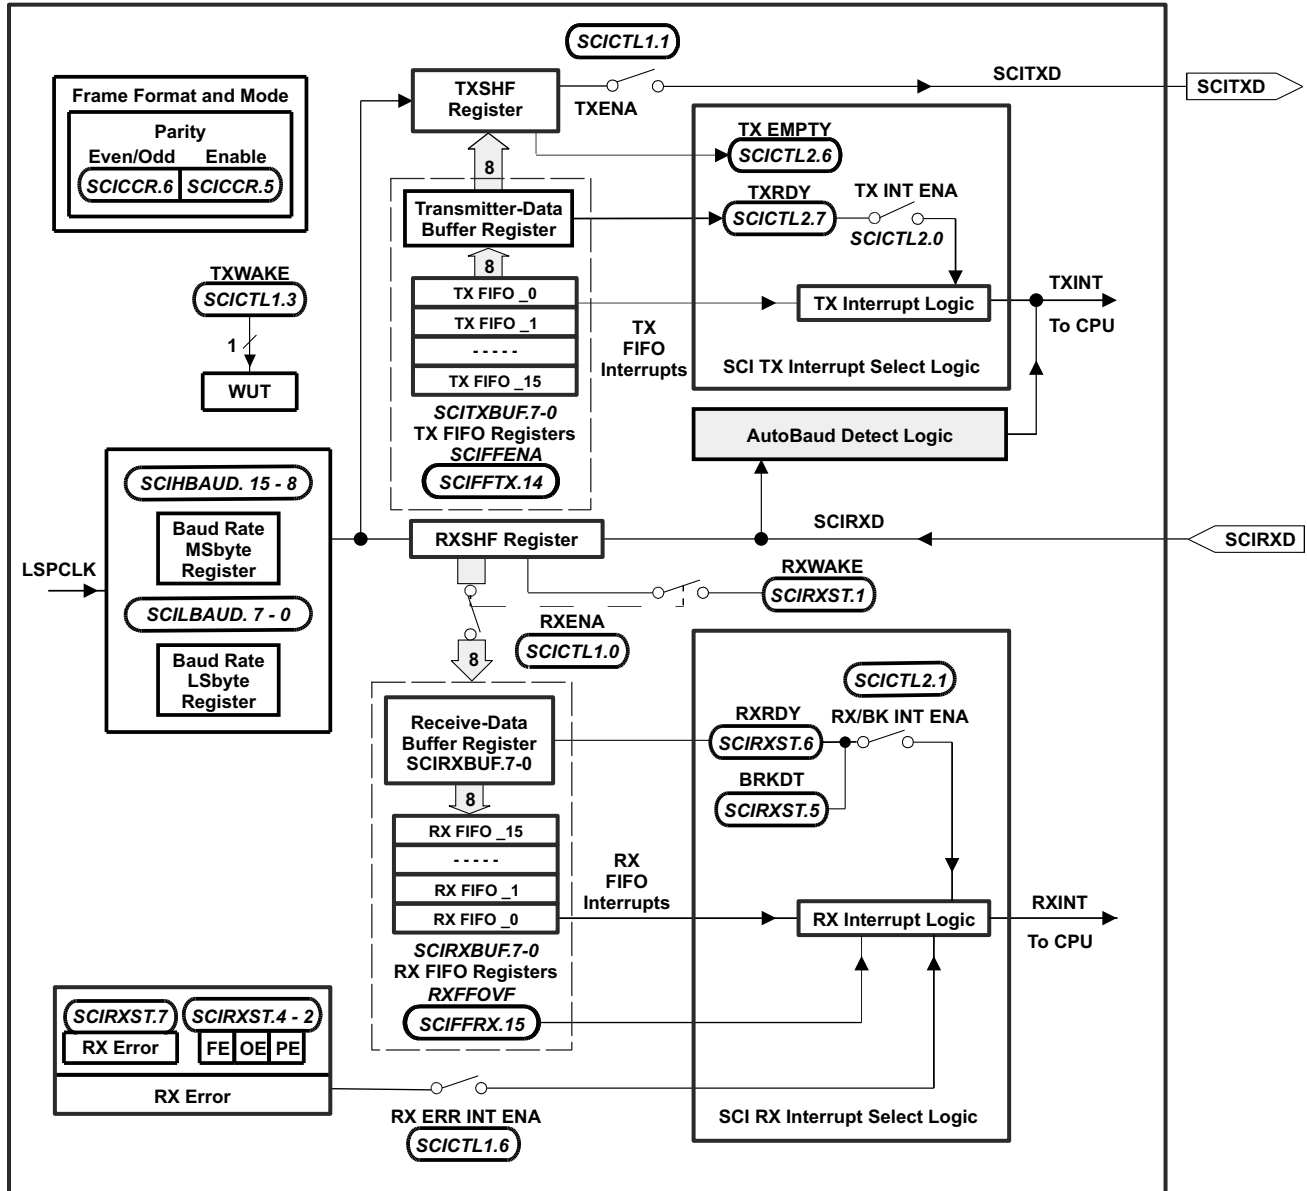 SCICTL1.1
Frame Format and Mode
Parity
Even/Odd Enable
SCICCR.6 SCICCR.5
TXSHF
Register
TXENA
SCITXD
SCITXD
8
TX EMPTY
SCICTL2.6
Transmitter-Data
Buffer Register
TXRDY
SCICTL2.7
TX INT ENA
SCICTL2.0
8
TXWAKE
SCICTL1.3
1
WUT
TX FIFO _0
TX FIFO _1
- - - - -
TX FIFO _15
TX
FIFO
Interrupts
TX Interrupt Logic
TXINT
To CPU
SCI TX Interrupt Select Logic
SCITXBUF.7-0
TX FIFO Registers
SCIFFENA
SCIFFTX.14
AutoBaud Detect Logic
LSPCLK
SCIHBAUD. 15 - 8
Baud Rate
MSbyte
Register
SCILBAUD. 7 - 0
Baud Rate
LSbyte
Register
RXSHF Register
SCIRXD
SCIRXD
RXWAKE
SCIRXST.1
RXENA
SCICTL1.0
8
Receive-Data
Buffer Register
SCIRXBUF.7-0
8
SCICTL2.1
RXRDY
SCIRXST.6
RX/BK INT ENA
BRKDT
SCIRXST.5
RX FIFO _15
- - - - -
RX FIFO _1
RX FIFO _0
RX
FIFO
Interrupts
RX Interrupt Logic
RXINT
To CPU
SCIRXBUF.7-0
RX FIFO Registers
RXFFOVF
SCIFFRX.15
SCIRXST.7 SCIRXST.4 - 2
RX Error FE OE PE
RX Error
RX ERR INT ENA
SCICTL1.6
SCI RX Interrupt Select Logic